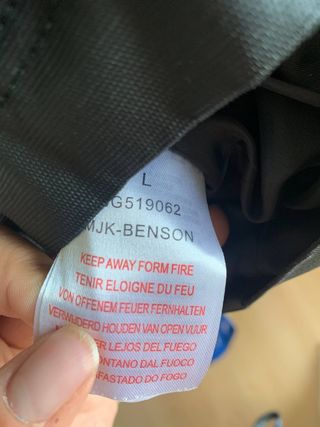 L
G519062
MJK-BENSON
KEEP AWAY FORM FIRE
TENIR ELOIGNE DU FEU
VON OFFENEM FEUER FERNHALTEN
VERWIJDERD HOUDEN VAN OPEN VUUR
LEJOS DEL FUEGO
ONTANO DAL FUOCO
AFASTADO DO FOGO